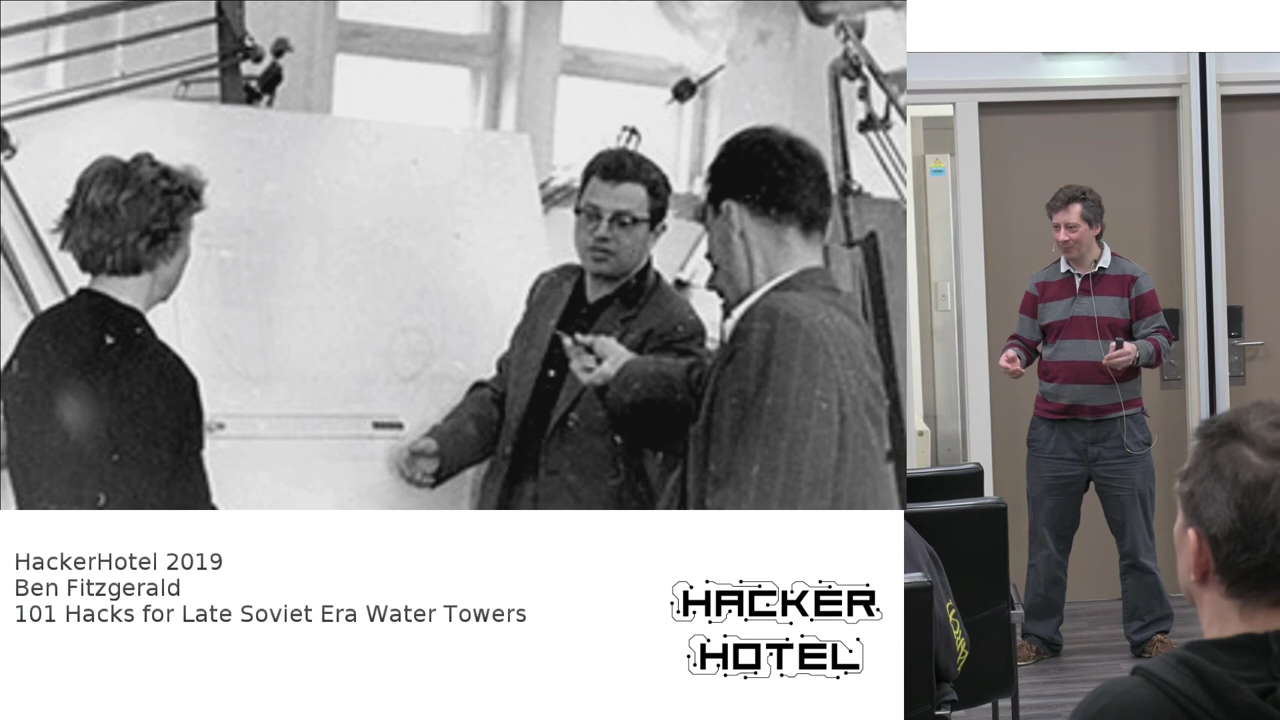 HackerHotel 2019
Ben Fitzgerald
101 Hacks for Late Soviet Era Water Towers
HACKER
HOTEL